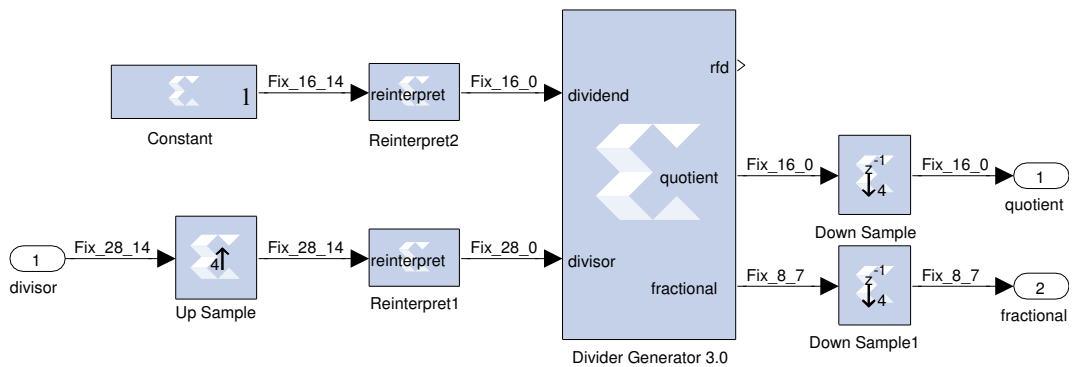 rfd
Fix_16_14
Fix_16_0
1
reinterpret
dividend
Constant
Reinterpret2
z-1
4
Fix_16_0
Fix_16_0
1
quotient
quotient
Down Sample
1
divisor
Fix_28_14
4
Up Sample
Fix_28_14
reinterpret
Reinterpret1
Fix_28_0
divisor
fractional
Fix_8_7
z-1
4
Fix_8_7
2
fractional
Down Sample1
Divider Generator 3.0